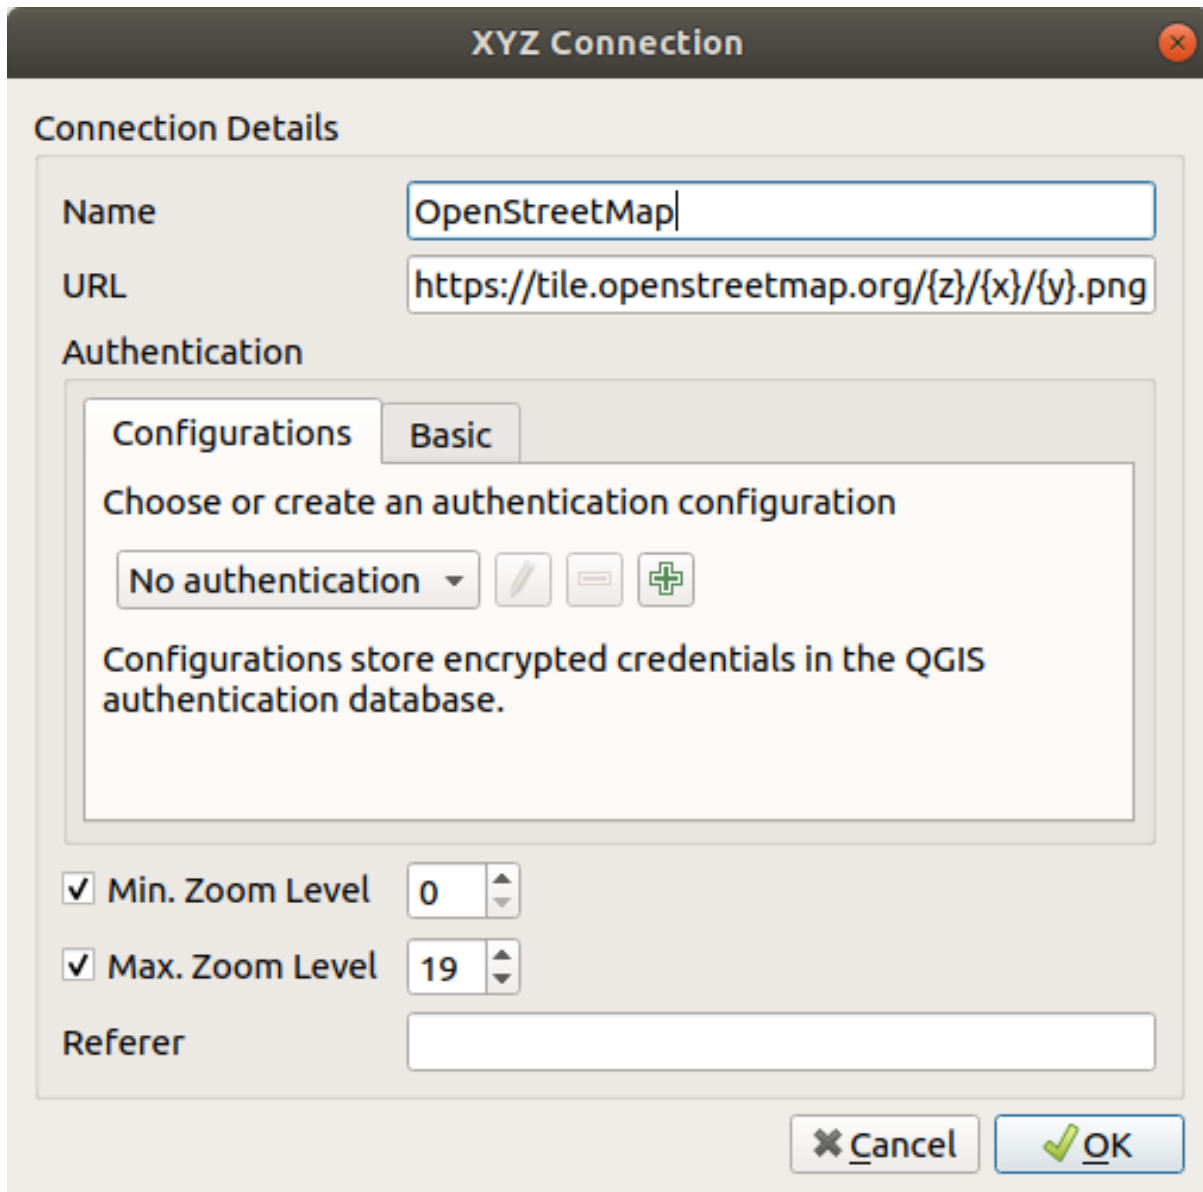 XYZ Connection
Connection Details
Name OpenStreetMap
URL https://tile.openstreetmap.org/{z}/{x}/{y}.png
Authentication
Configurations Basic
Choose or create an authentication configuration
No authentication
Configurations store encrypted credentials in the QGIS
authentication database.
Min. Zoom Level 0
Max. Zoom Level 19
Referer
Cancel OK